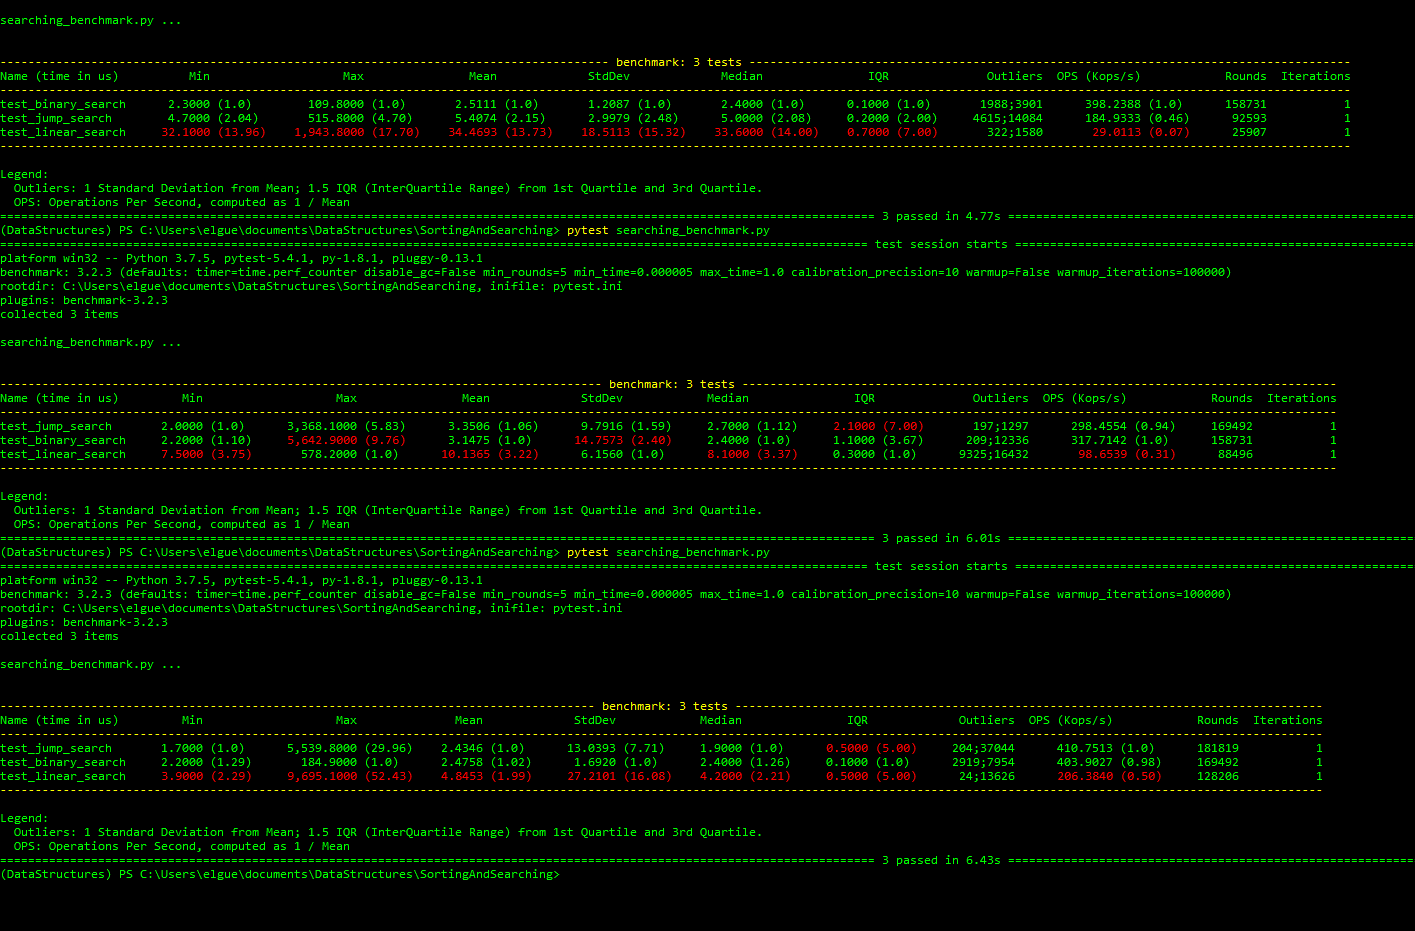 searching_benchmark.py ...
------------------------------ benchmark: 3 tests ------------------------------
Name (time in us) Min Max Mean StdDev Median IQR Outliers OPS (Kops/s) Rounds Iterations
--------------------------------------------------------------------------------
test_binary_search 2.3000 (1.0) 109.8000 (1.0) 2.5111 (1.0) 1.2087 (1.0) 2.4000 (1.0) 0.1000 (1.0) 1988;3901 398.2388 (1.0) 158731 1
test_jump_search 4.7000 (2.04) 515.8000 (4.70) 5.4074 (2.15) 2.9979 (2.48) 5.0000 (2.08) 0.2000 (2.00) 4615;14084 184.9333 (0.46) 92593 1
test_linear_search 32.1000 (13.96) 1,943.8000 (17.70) 34.4693 (13.73) 18.5113 (15.32) 33.6000 (14.00) 0.7000 (7.00) 322;1580 29.0113 (0.07) 25907 1
--------------------------------------------------------------------------------
Legend:
Outliers: 1 Standard Deviation from Mean; 1.5 IQR (InterQuartile Range) from 1st Quartile and 3rd Quartile.
OPS: Operations Per Second, computed as 1 / Mean
============================== 3 passed in 4.77s ==============================
(DataStructures) PS C:\Users\elgue\documents\DataStructures\SortingAndSearching> pytest searching_benchmark.py
============================== test session starts ==============================
platform win32 -- Python 3.7.5, pytest-5.4.1, py-1.8.1, pluggy-0.13.1
benchmark: 3.2.3 (defaults: timer=time.perf_counter disable_gc=False min_rounds=5 min_time=0.000005 max_time=1.0 calibration_precision=10 warmup=False warmup_iterations=100000)
rootdir: C:\Users\elgue\documents\DataStructures\SortingAndSearching, inifile: pytest.ini
plugins: benchmark-3.2.3
collected 3 items
searching_benchmark.py ...
------------------------------ benchmark: 3 tests ------------------------------
Name (time in us) Min Max Mean StdDev Median IQR Outliers OPS (Kops/s) Rounds Iterations
--------------------------------------------------------------------------------
test_jump_search 2.0000 (1.0) 3,368.1000 (5.83) 3.3506 (1.06) 9.7916 (1.59) 2.7000 (1.12) 2.1000 (7.00) 197;1297 298.4554 (0.94) 169492 1
test_binary_search 2.2000 (1.10) 5,642.9000 (9.76) 3.1475 (1.0) 14.7573 (2.40) 2.4000 (1.0) 1.1000 (3.67) 209;12336 317.7142 (1.0) 158731 1
test_linear_search 7.5000 (3.75) 578.2000 (1.0) 10.1365 (3.22) 6.1560 (1.0) 8.1000 (3.37) 0.3000 (1.0) 9325;16432 98.6539 (0.31) 88496 1
--------------------------------------------------------------------------------
Legend:
Outliers: 1 Standard Deviation from Mean; 1.5 IQR (InterQuartile Range) from 1st Quartile and 3rd Quartile.
OPS: Operations Per Second, computed as 1 / Mean
============================== 3 passed in 6.01s ==============================
(DataStructures) PS C:\Users\elgue\documents\DataStructures\SortingAndSearching> pytest searching_benchmark.py
============================== test session starts ==============================
platform win32 -- Python 3.7.5, pytest-5.4.1, py-1.8.1, pluggy-0.13.1
benchmark: 3.2.3 (defaults: timer=time.perf_counter disable_gc=False min_rounds=5 min_time=0.000005 max_time=1.0 calibration_precision=10 warmup=False warmup_iterations=100000)
rootdir: C:\Users\elgue\documents\DataStructures\SortingAndSearching, inifile: pytest.ini
plugins: benchmark-3.2.3
collected 3 items
searching_benchmark.py ...
------------------------------ benchmark: 3 tests ------------------------------
Name (time in us) Min Max Mean StdDev Median IQR Outliers OPS (Kops/s) Rounds Iterations
--------------------------------------------------------------------------------
test_jump_search 1.7000 (1.0) 5,539.8000 (29.96) 2.4346 (1.0) 13.0393 (7.71) 1.9000 (1.0) 0.5000 (5.00) 204;37044 410.7513 (1.0) 181819 1
test_binary_search 2.2000 (1.29) 184.9000 (1.0) 2.4758 (1.02) 1.6920 (1.0) 2.4000 (1.26) 0.1000 (1.0) 2919;7954 403.9027 (0.98) 169492 1
test_linear_search 3.9000 (2.29) 9,695.1000 (52.43) 4.8453 (1.99) 27.2101 (16.08) 4.2000 (2.21) 0.5000 (5.00) 24;13626 206.3840 (0.50) 128206 1
--------------------------------------------------------------------------------
Legend:
Outliers: 1 Standard Deviation from Mean; 1.5 IQR (InterQuartile Range) from 1st Quartile and 3rd Quartile.
OPS: Operations Per Second, computed as 1 / Mean
============================== 3 passed in 6.43s ==============================
(DataStructures) PS C:\Users\elgue\documents\DataStructures\SortingAndSearching>